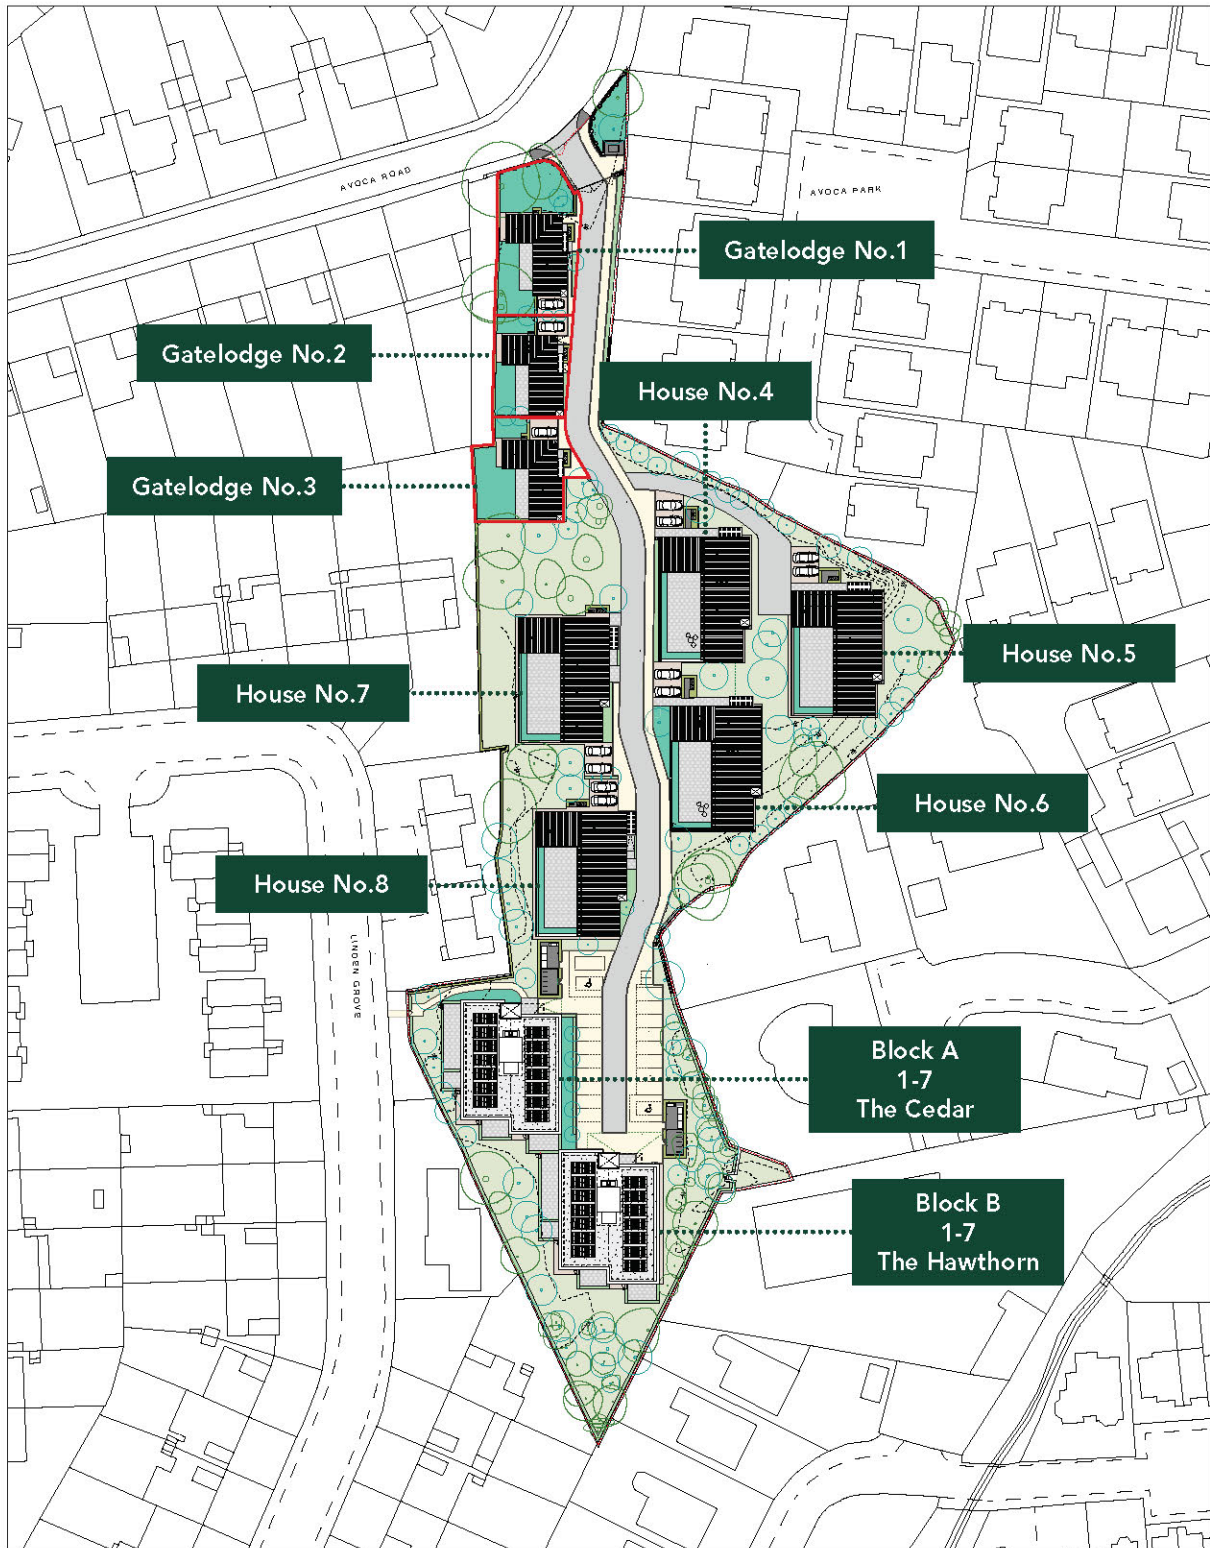 AVOCA ROAD
AVOCA PARK
Gatelodge No.1
Gatelodge No.2
House No.4
Gatelodge No.3
House No.5
House No.7
House No.6
House No.8
LINDEN GROVE
Block A
1-7
The Cedar
Block B
1-7
The Hawthorn